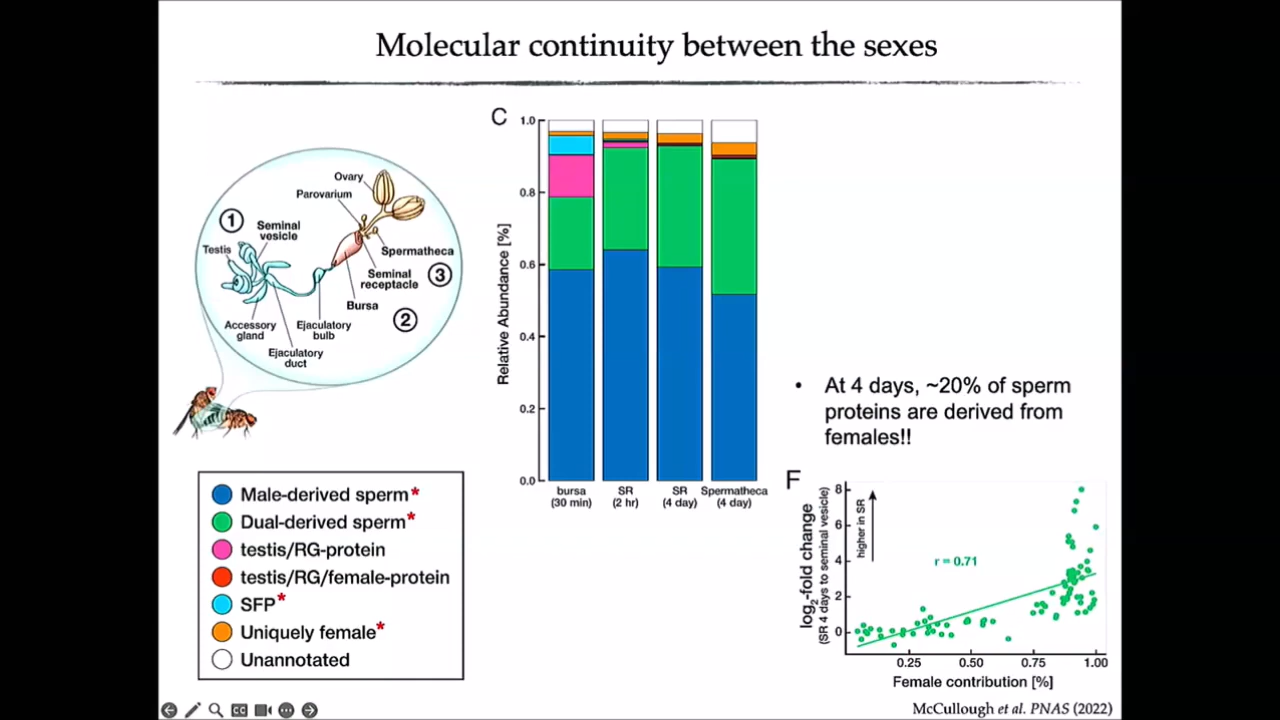 Molecular continuity between the sexes
Ovary
Parovarium
1
Seminal
vesicle
Testis
Spermatheca
Seminal
receptacle
3
Bursa
2
Accessory
gland
Ejaculatory
bulb
Ejaculatory
duct
Male-derived sperm*
Dual-derived sperm*
testis/RG-protein
testis/RG/female-protein
SFP*
Uniquely female*
Unannotated
C
Relative Abundance [%]
1.0
0.8
0.6
0.4
0.2
0.0
bursa
(30 min)
SR
(2 hr)
SR
(4 day)
Spermatheca
(4 day)
• At 4 days, ~20% of sperm
proteins are derived from
females!!
F
log2-fold change
(SR 4 days to seminal vesicle)
8
6
4
2
0
higher in SR
r = 0.71
0.25 0.50 0.75 1.00
Female contribution [%]
McCullough et al. PNAS (2022)
CC